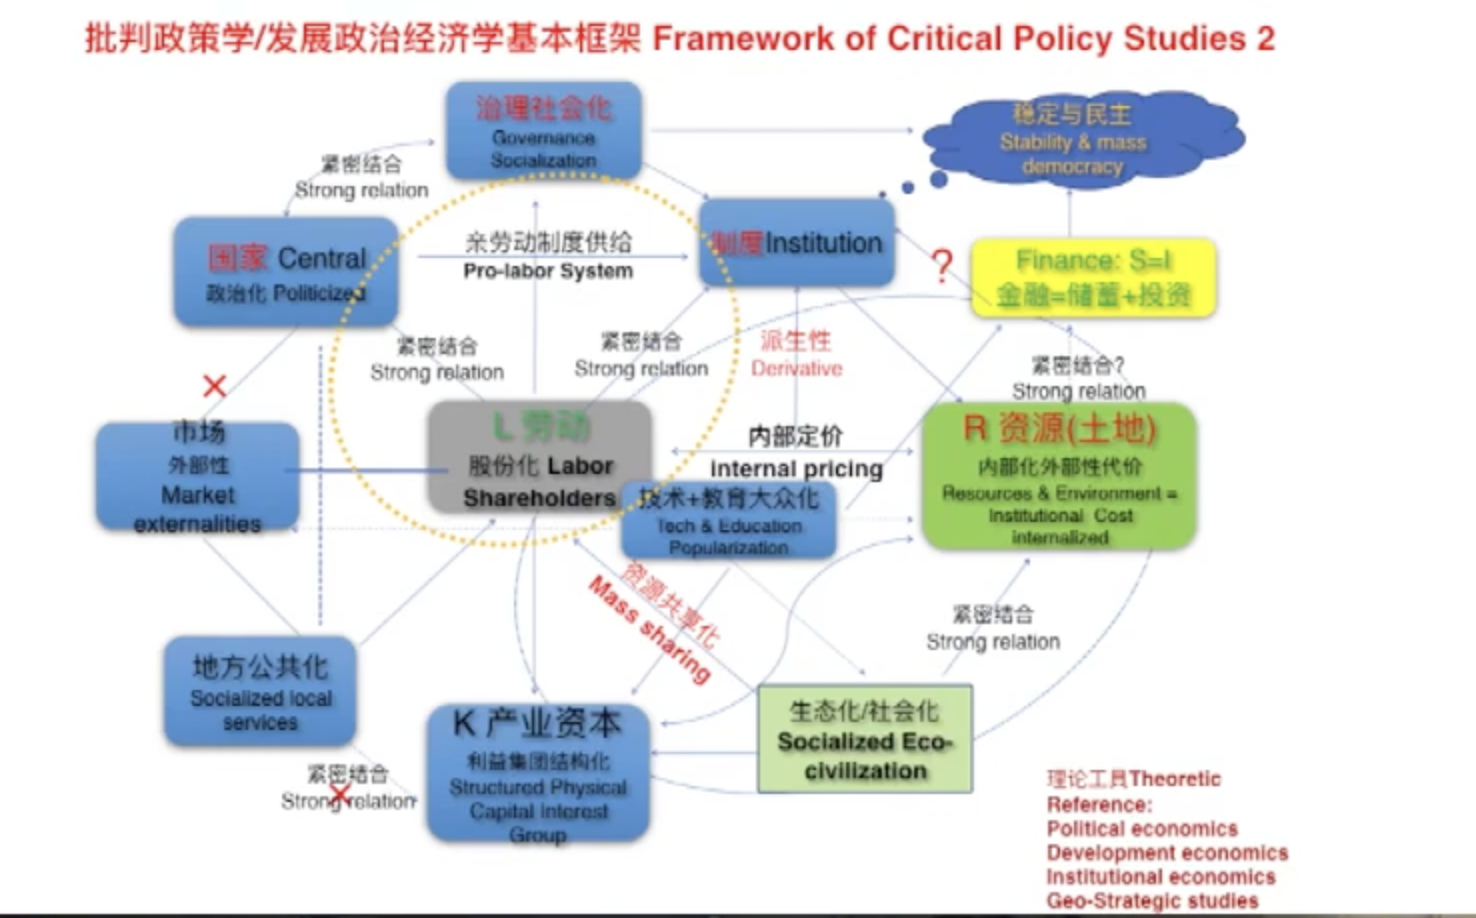 批判政策学/发展政治经济学基本框架 Framework of Critical Policy Studies 2
治理社会化
Governance
Socialization
稳定与民主
Stability & mass
democracy
紧密结合
Strong relation
国家 Central
政治化 Politicized
亲劳动制度供给
Pro-labor System
制度Institution
?
Finance: S=I
金融=储蓄+投资
紧密结合
Strong relation
紧密结合
Strong relation
派生性
Derivative
紧密结合?
Strong relation
市场
外部性
Market
externalities
L 劳动
股份化 Labor
Shareholders
内部定价
internal pricing
R 资源(土地)
内部化外部性代价
Resources & Environment =
Institutional Cost
internalized
技术+教育大众化
Tech & Education
Popularization
资源共享化
Mass sharing
紧密结合
Strong relation
地方公共化
Socialized local
services
K 产业资本
利益集团结构化
Structured Physical
Capital Interest
Group
生态化/社会化
Socialized Eco-
civilization
紧密结合
Strong relation
理论工具Theoretic
Reference:
Political economics
Development economics
Institutional economics
Geo-Strategic studies